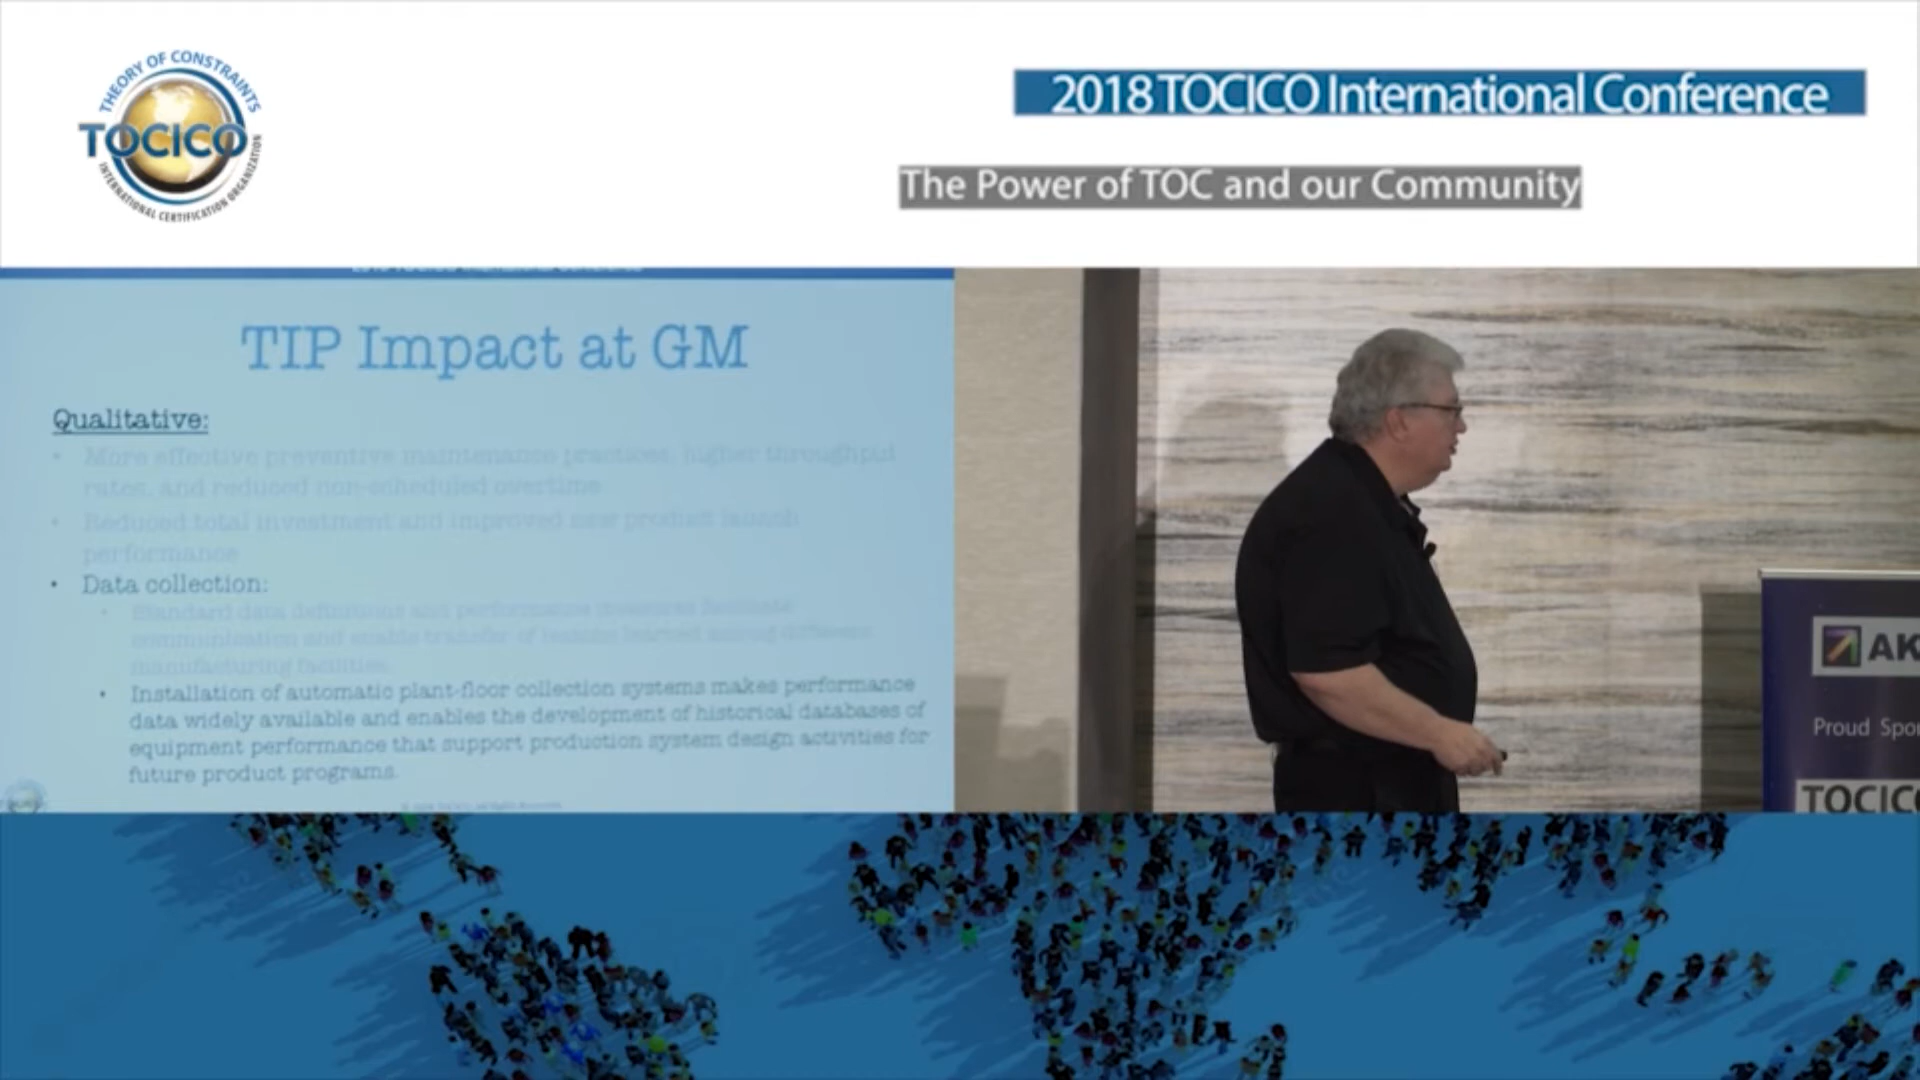 THEORY OF CONSTRAINTS
TOCICO
INTERNATIONAL CERTIFICATION ORGANIZATION
2018 TOCICO International Conference
The Power of TOC and our Community
TIP Impact at GM
Qualitative:
• More effective preventive maintenance practices, higher throughput
rates, and reduced non-scheduled overtime
• Reduced total investment and improved new product launch
performance
• Data collection:
• Standard data definitions and performance measures facilitate
communication and enable transfer of lessons learned among different
manufacturing facilities.
• Installation of automatic plant-floor collection systems makes performance
data widely available and enables the development of historical databases of
equipment performance that support production system design activities for
future product programs.
AK
Proud Spo
TOCIC